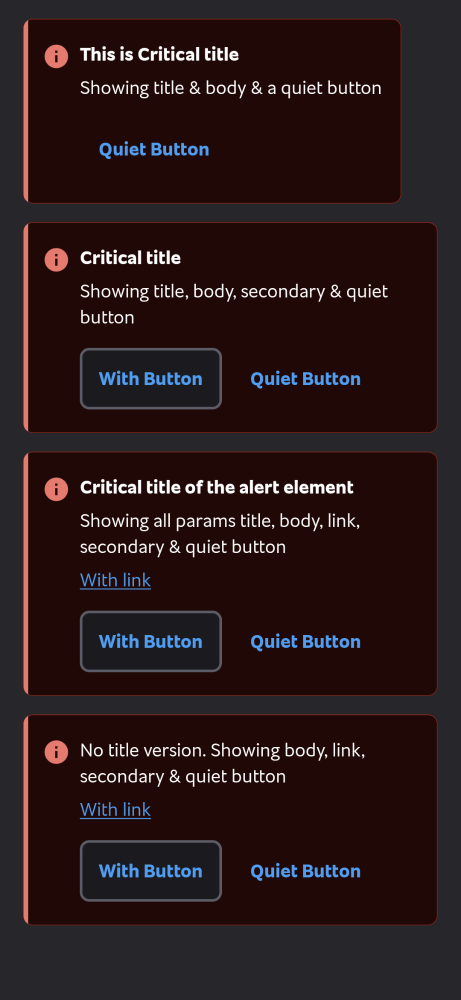 This is Critical title
Showing title & body & a quiet button
Quiet Button
Critical title
Showing title, body, secondary & quiet
button
With Button
Quiet Button
Critical title of the alert element
Showing all params title, body, link,
secondary & quiet button
With link
With Button
Quiet Button
No title version. Showing body, link,
secondary & quiet button
With link
With Button
Quiet Button